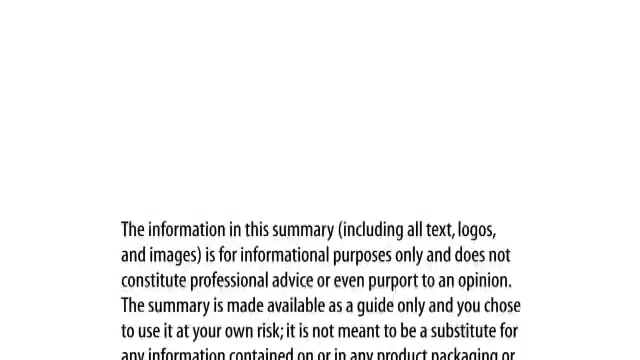 The information in this summary (including all text, logos,
and images) is for informational purposes only and does not
constitute professional advice or even purport to an opinion.
The summary is made available as a guide only and you chose
to use it at your own risk; it is not meant to be a substitute for
any information contained on or in any product packaging or